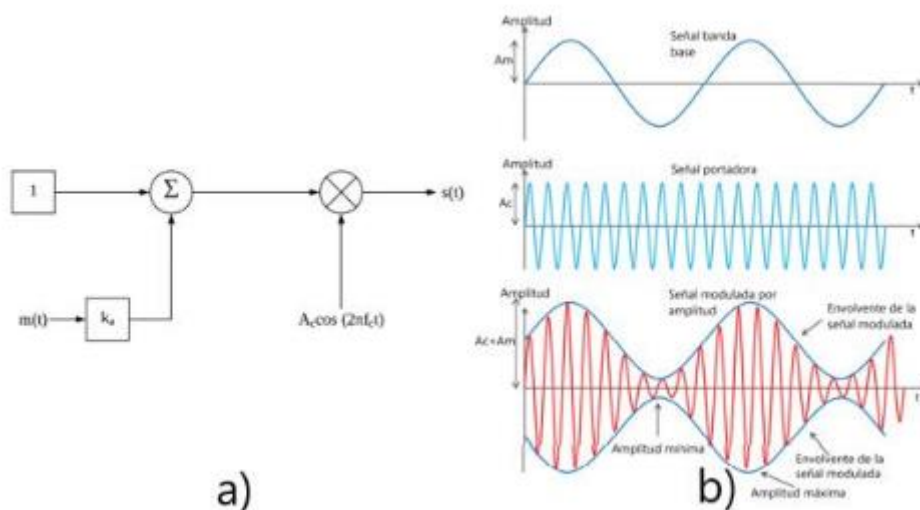 1
Σ
s(t)
m(t)
kₐ
A꜀cos (2πf꜀t)
a)
Amplitud
Señal banda
base
Am
t
Amplitud
Señal portadora
Ac
t
Amplitud
Señal modulada por
amplitud
Envolvente de la
señal modulada
Ac+Am
t
Amplitud mínima
Envolvente de la
señal modulada
Amplitud máxima
b)